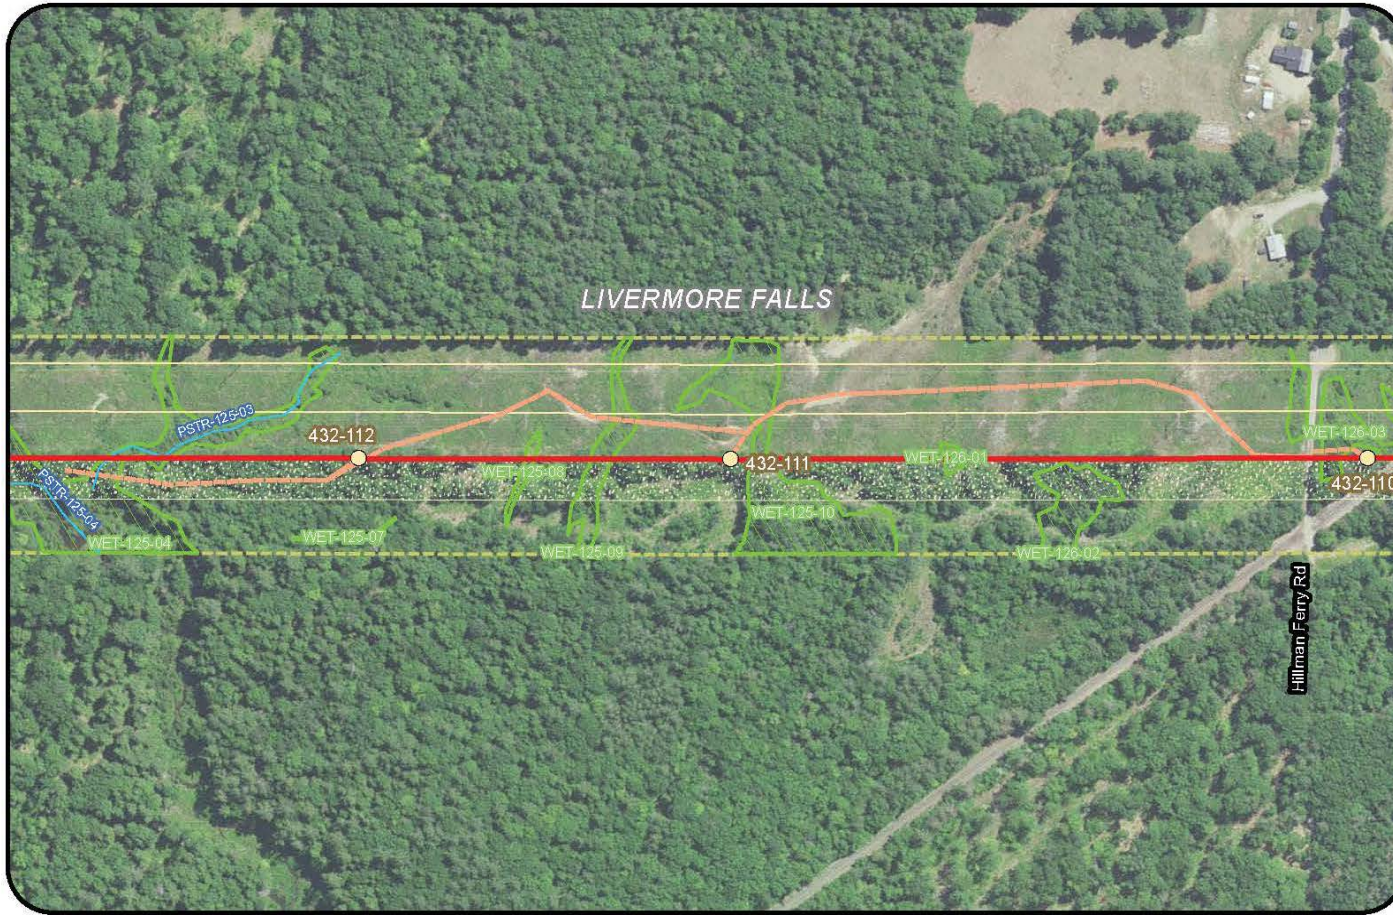 LIVERMORE FALLS
PSTR-125-03
432-112
WET-126-03
WET-125-08
432-111
WET-126-01
432-110
PSTR-125-04
WET-125-04
WET-125-07
WET-125-09
WET-125-10
WET-126-02
Hillman Ferry Rd